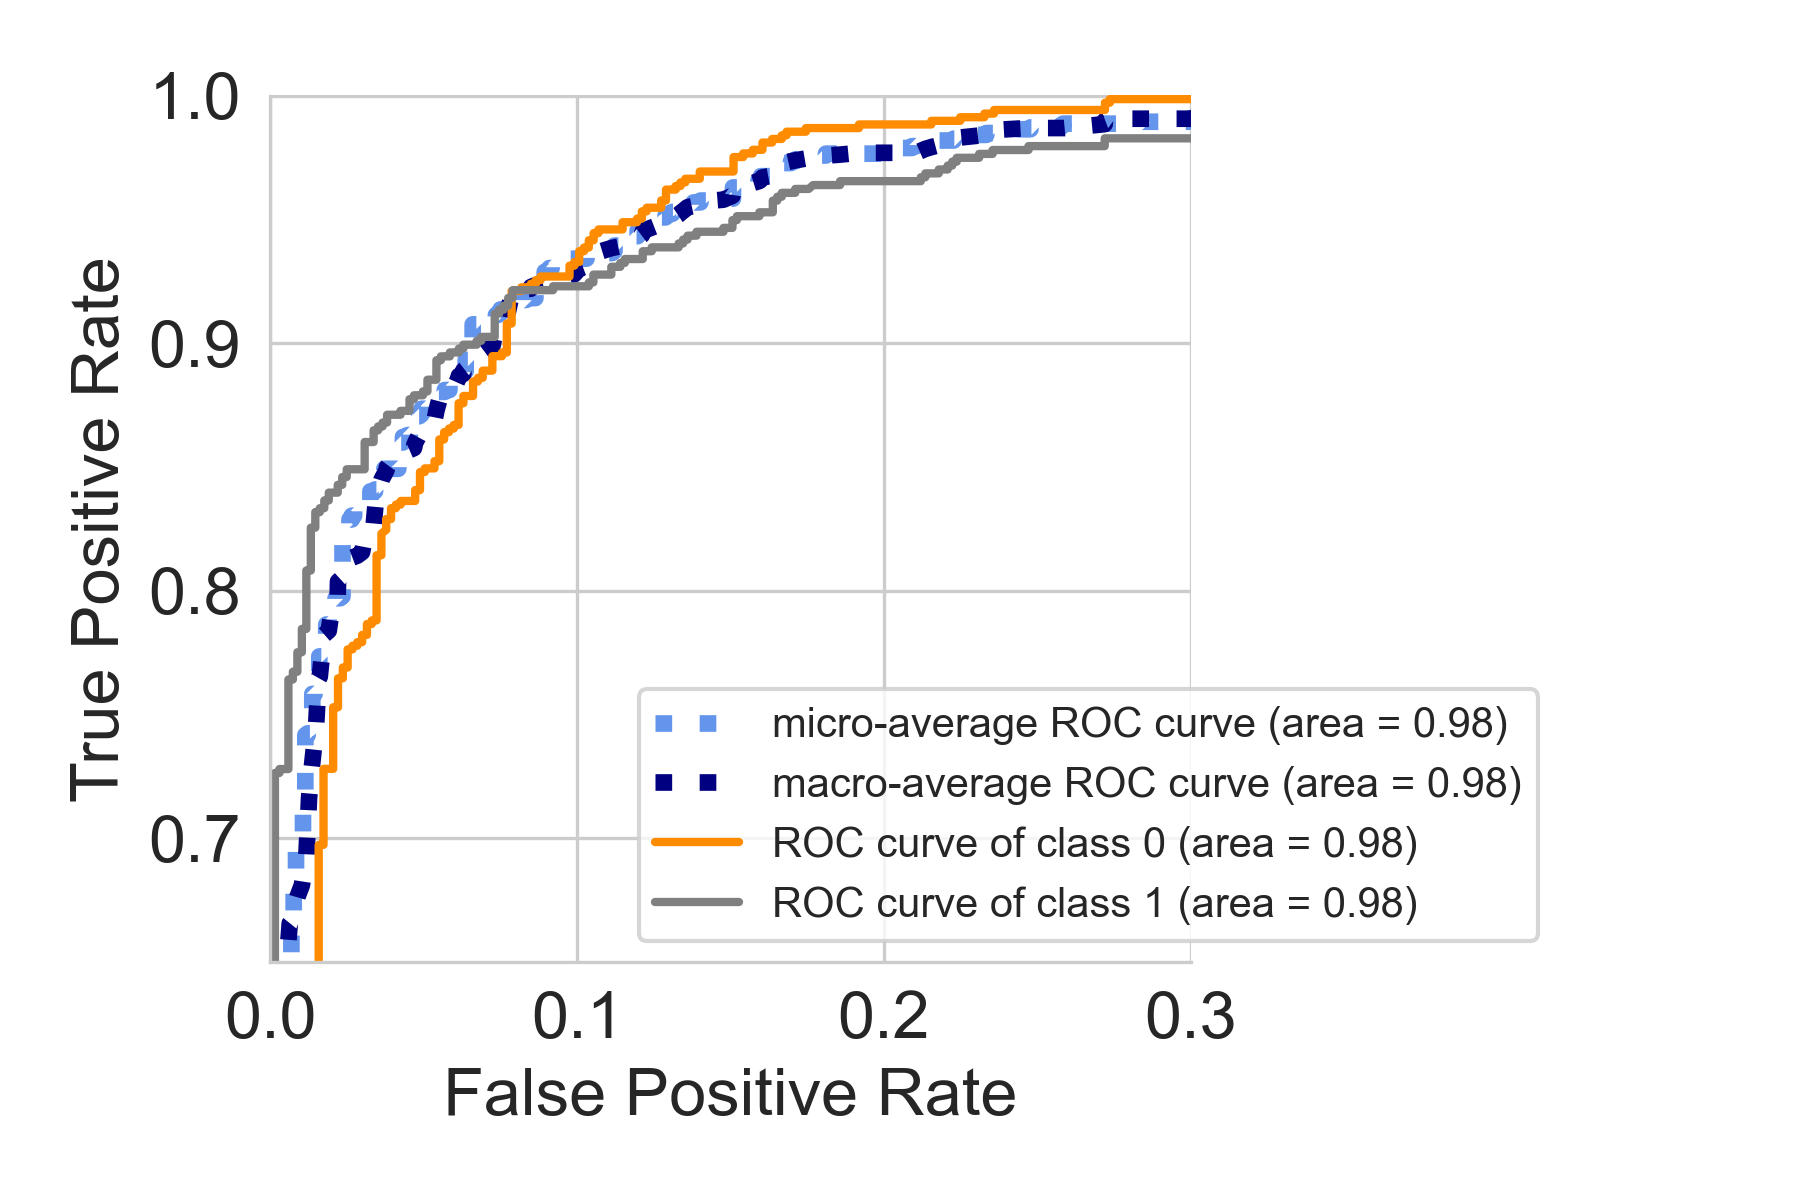 1.0
0.9
0.8
0.7
True Positive Rate
micro-average ROC curve (area = 0.98)
macro-average ROC curve (area = 0.98)
ROC curve of class 0 (area = 0.98)
ROC curve of class 1 (area = 0.98)
0.0 0.1 0.2 0.3
False Positive Rate